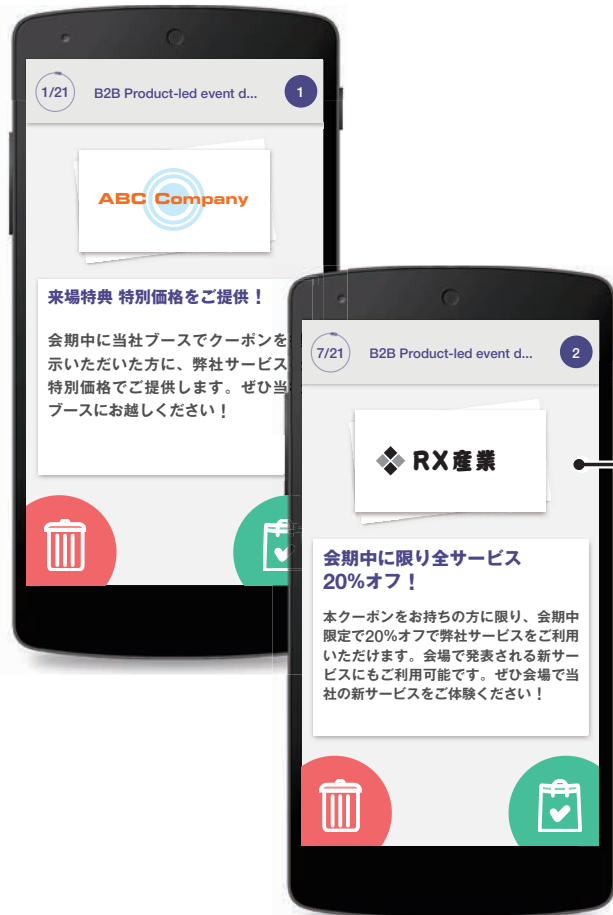 1/21
B2B Product-led event d...
1
ABC Company
来場特典 特別価格をご提供！
会期中に当社ブースでクーポンを
示いただいた方に、弊社サービス
特別価格でご提供します。ぜひ当
ブースにお越しください！
7/21
B2B Product-led event d...
2
RX産業
会期中に限り全サービス
20%オフ！
本クーポンをお持ちの方に限り、会期中
限定で20%オフで弊社サービスをご利用
いただけます。会場で発表される新サー
ビスにもご利用可能です。ぜひ会場で当
社の新サービスをご体験ください！